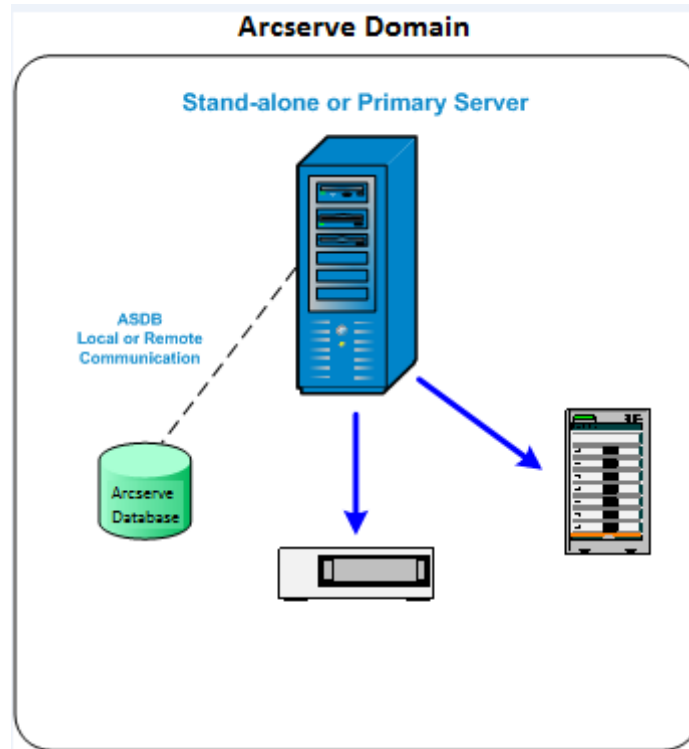 Arcserve Domain
Stand-alone or Primary Server
ASDB
Local or Remote
Communication
Arcserve
Database